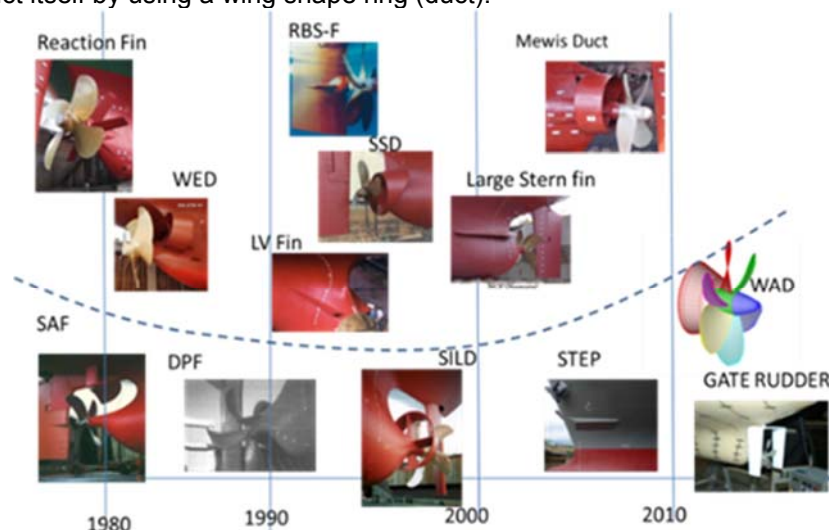 ct itself by using a wing shape ring (duct).
RBS-F
Reaction Fin
Mewis Duct
SSD
WED
Large Stern fin
LV Fin
WAD
SAF
DPF
SILD
STEP
GATE RUDDER
1980
1990
2000
2010